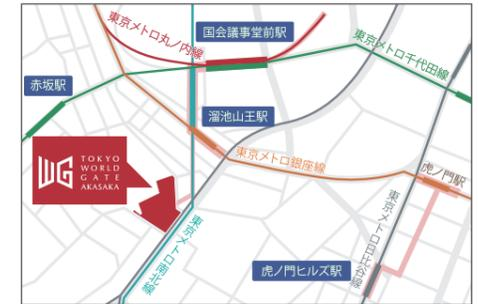 国会議事堂前駅
東京メトロ丸ノ内線
東京メトロ千代田線
赤坂駅
溜池山王駅
東京メトロ銀座線
虎ノ門駅
WG
TOKYO
WORLD
GATE
AKASAKA
東京メトロ南北線
東京メトロ日比谷線
虎ノ門ヒルズ駅